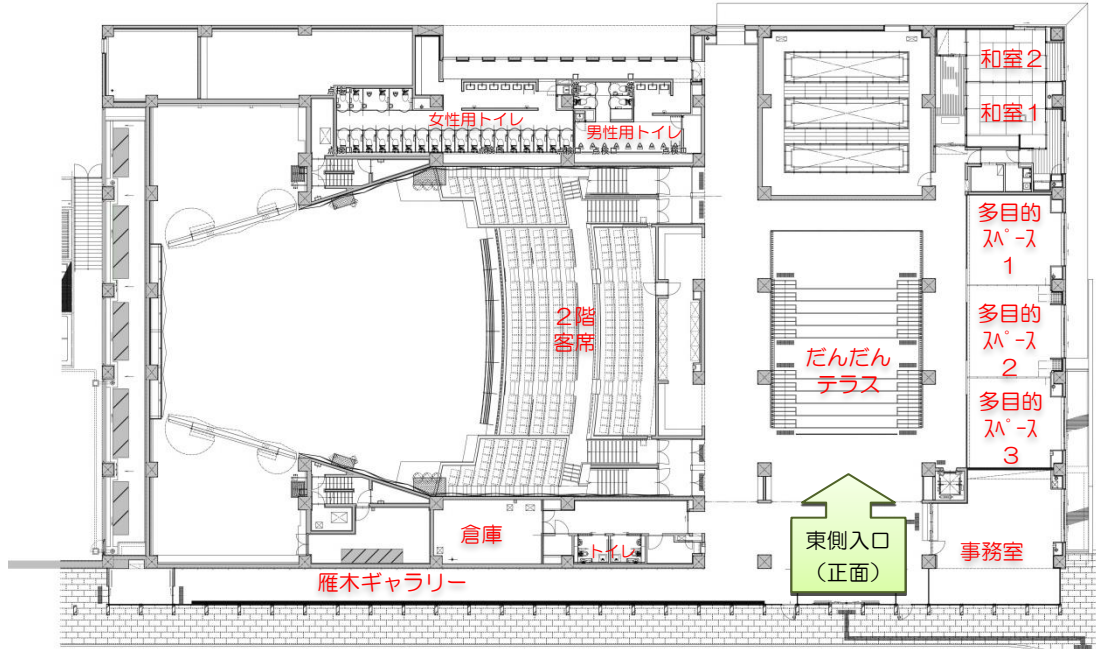 和室2
和室1
女性用トイレ
男性用トイレ
多目的
スペース
1
2階
客席
多目的
スペース
2
だんだん
テラス
多目的
スペース
3
倉庫
トイレ
東側入口
（正面）
事務室
雁木ギャラリー